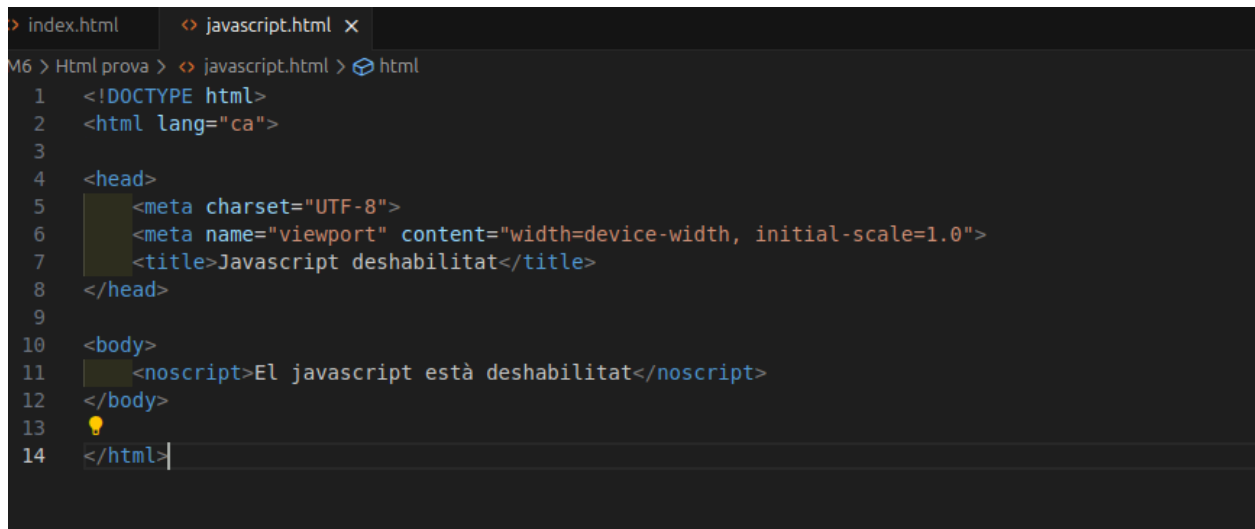 index.html javascript.html
M6 > Html prova > javascript.html > html
1 <!DOCTYPE html>
2 <html lang="ca">
3
4 <head>
5 <meta charset="UTF-8">
6 <meta name="viewport" content="width=device-width, initial-scale=1.0">
7 <title>Javascript deshabilitat</title>
8 </head>
9
10 <body>
11 <noscript>El javascript està deshabilitat</noscript>
12 </body>
13
14 </html>